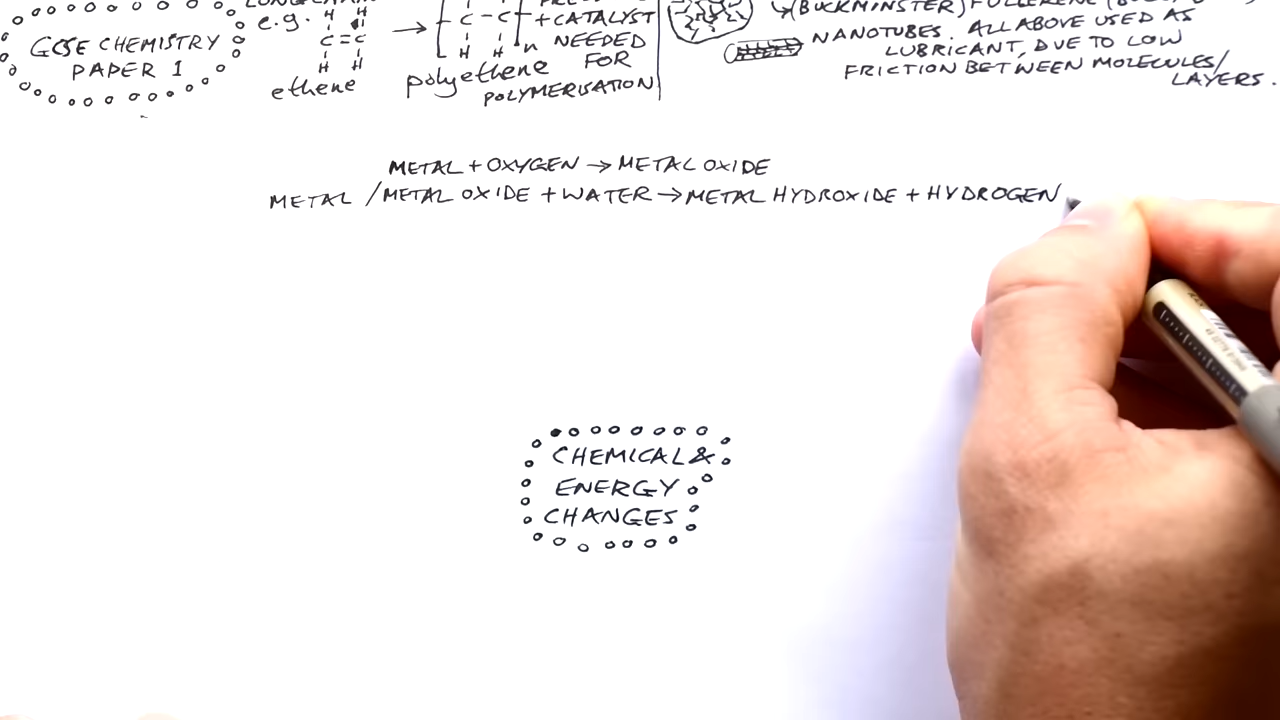 GCSE CHEMISTRY
PAPER 1
e.g. H H
C=C
H H
ethene
C-C
H H n
polyethene
+CATALYST
NEEDED
FOR
POLYMERISATION
(BUCKMINSTER)
NANOTUBES. ALL ABOVE USED AS
LUBRICANT, DUE TO LOW
FRICTION BETWEEN MOLECULES/
LAYERS.
METAL + OXYGEN → METAL OXIDE
METAL / METAL OXIDE + WATER → METAL HYDROXIDE + HYDROGEN
CHEMICAL &
ENERGY
CHANGES